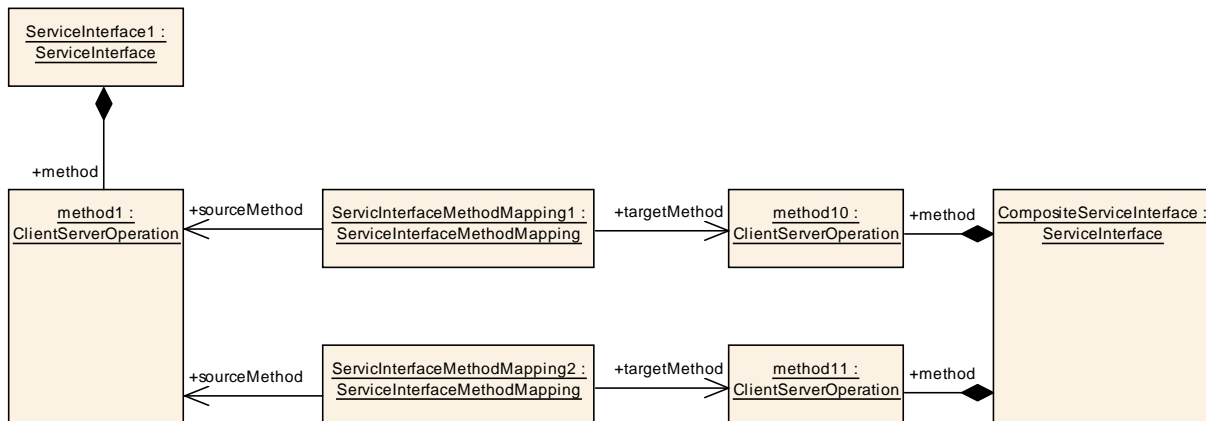 ServiceInterface1 :
ServiceInterface
+method
method1 :
ClientServerOperation
+sourceMethod
ServicInterfaceMethodMapping1 :
ServiceInterfaceMethodMapping
+targetMethod
method10 :
ClientServerOperation
+method
CompositeServiceInterface :
ServiceInterface
+sourceMethod
ServicInterfaceMethodMapping2 :
ServiceInterfaceMethodMapping
+targetMethod
method11 :
ClientServerOperation
+method